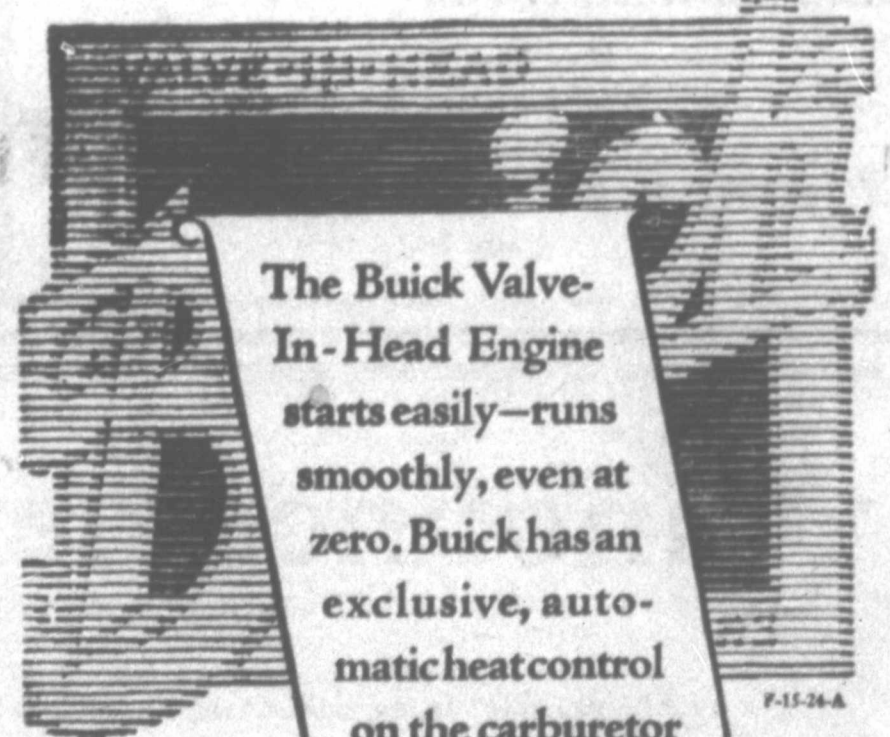 VALVE-IN-HEAD
The Buick Valve-
In-Head Engine
starts easily—runs
smoothly, even at
zero. Buick has an
exclusive, auto-
matic heat control
on the carburetor
F-15-24-A